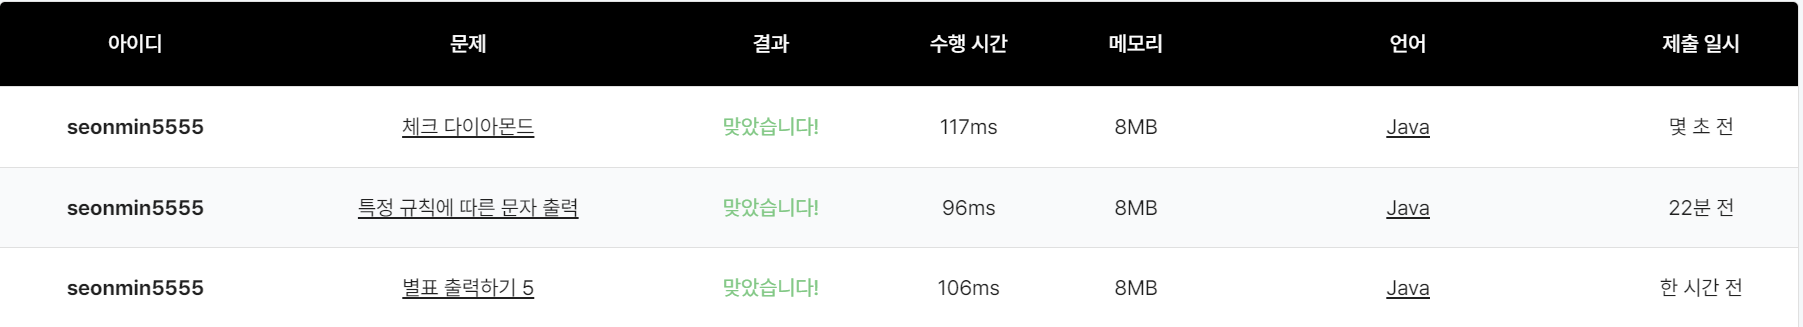 아이디 문제 결과 수행 시간 메모리 언어 제출 일시
seonmin5555 체크 다이아몬드 맞았습니다! 117ms 8MB Java 몇 초 전
seonmin5555 특정 규칙에 따른 문자 출력 맞았습니다! 96ms 8MB Java 22분 전
seonmin5555 별표 출력하기 5 맞았습니다! 106ms 8MB Java 한 시간 전